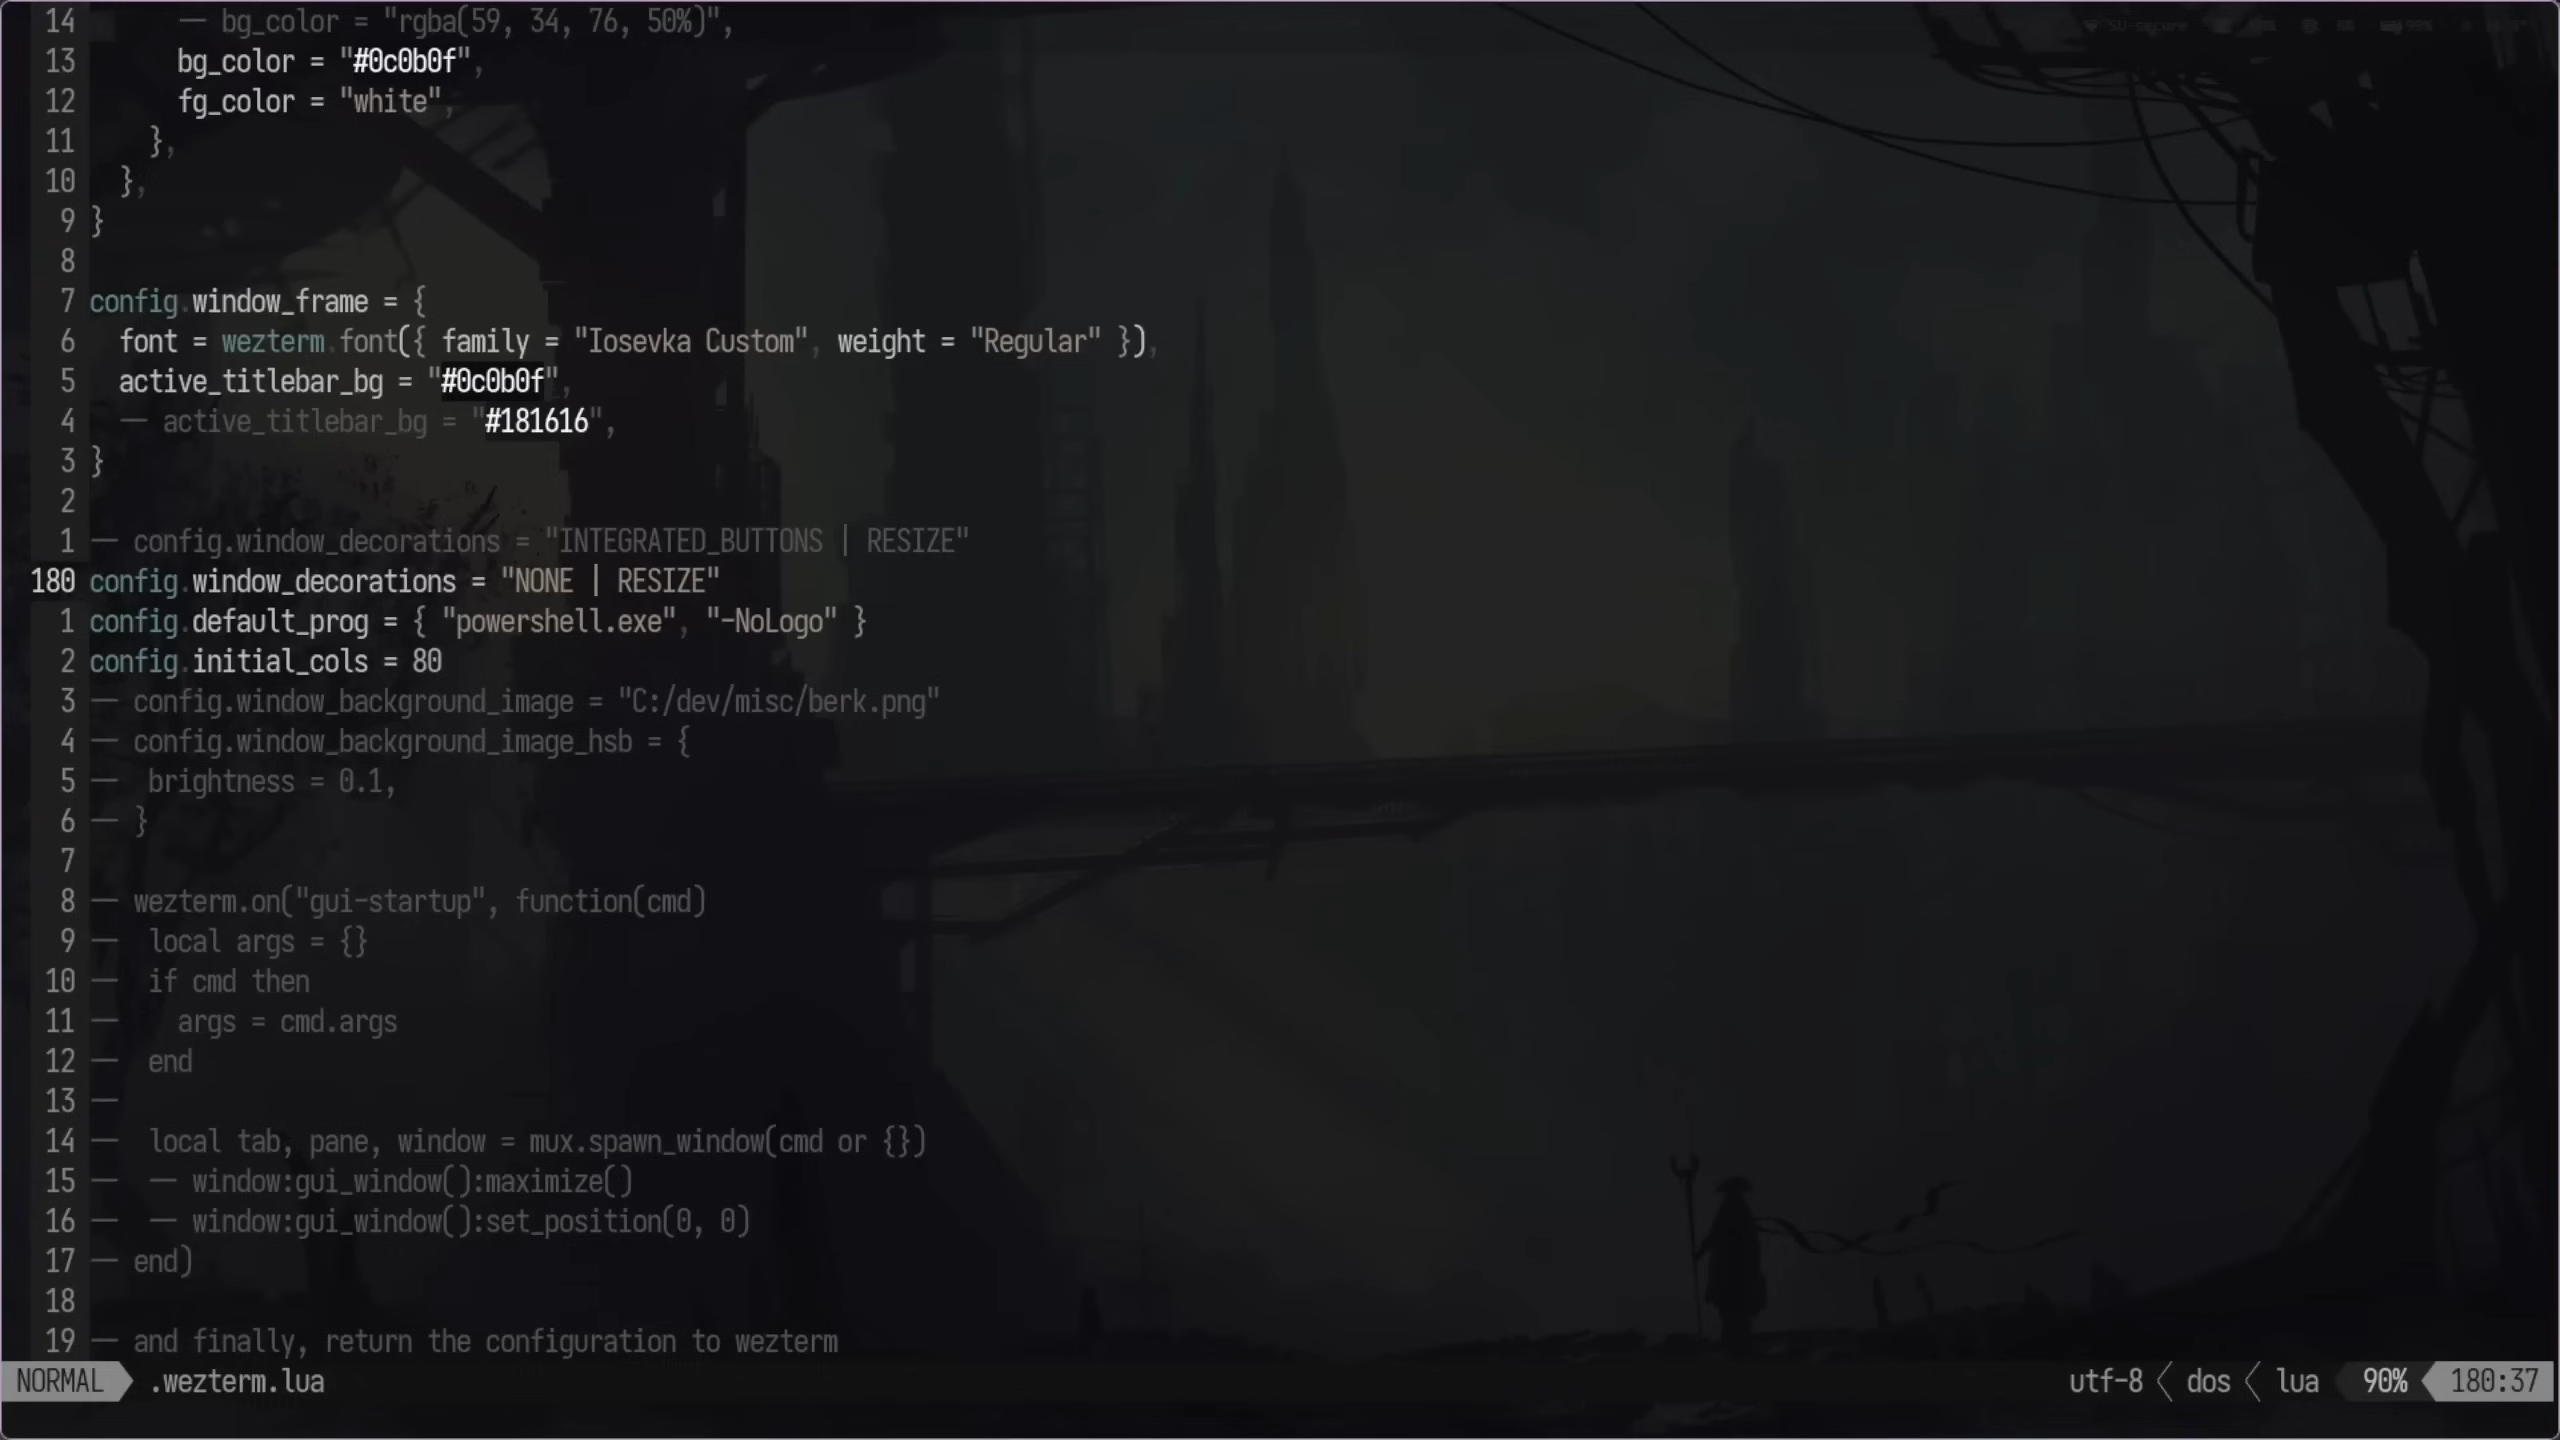 14 -- bg_color = "rgba(59, 34, 76, 50%)",
13 bg_color = "#0c0b0f",
12 fg_color = "white",
11 },
10 },
9 }
8
7 config.window_frame = {
6 font = wezterm.font({ family = "Iosevka Custom", weight = "Regular" }),
5 active_titlebar_bg = "#0c0b0f",
4 -- active_titlebar_bg = "#181616",
3 }
2
1 -- config.window_decorations = "INTEGRATED_BUTTONS | RESIZE"
180 config.window_decorations = "NONE | RESIZE"
1 config.default_prog = { "powershell.exe", "-NoLogo" }
2 config.initial_cols = 80
3 -- config.window_background_image = "C:/dev/misc/berk.png"
4 -- config.window_background_image_hsb = {
5 -- brightness = 0.1,
6 -- }
7
8 -- wezterm.on("gui-startup", function(cmd)
9 -- local args = {}
10 -- if cmd then
11 -- args = cmd.args
12 -- end
13 --
14 -- local tab, pane, window = mux.spawn_window(cmd or {})
15 -- -- window:gui_window():maximize()
16 -- -- window:gui_window():set_position(0, 0)
17 -- end)
18
19 -- and finally, return the configuration to wezterm
NORMAL .wezterm.lua utf-8 dos lua 90% 180:37